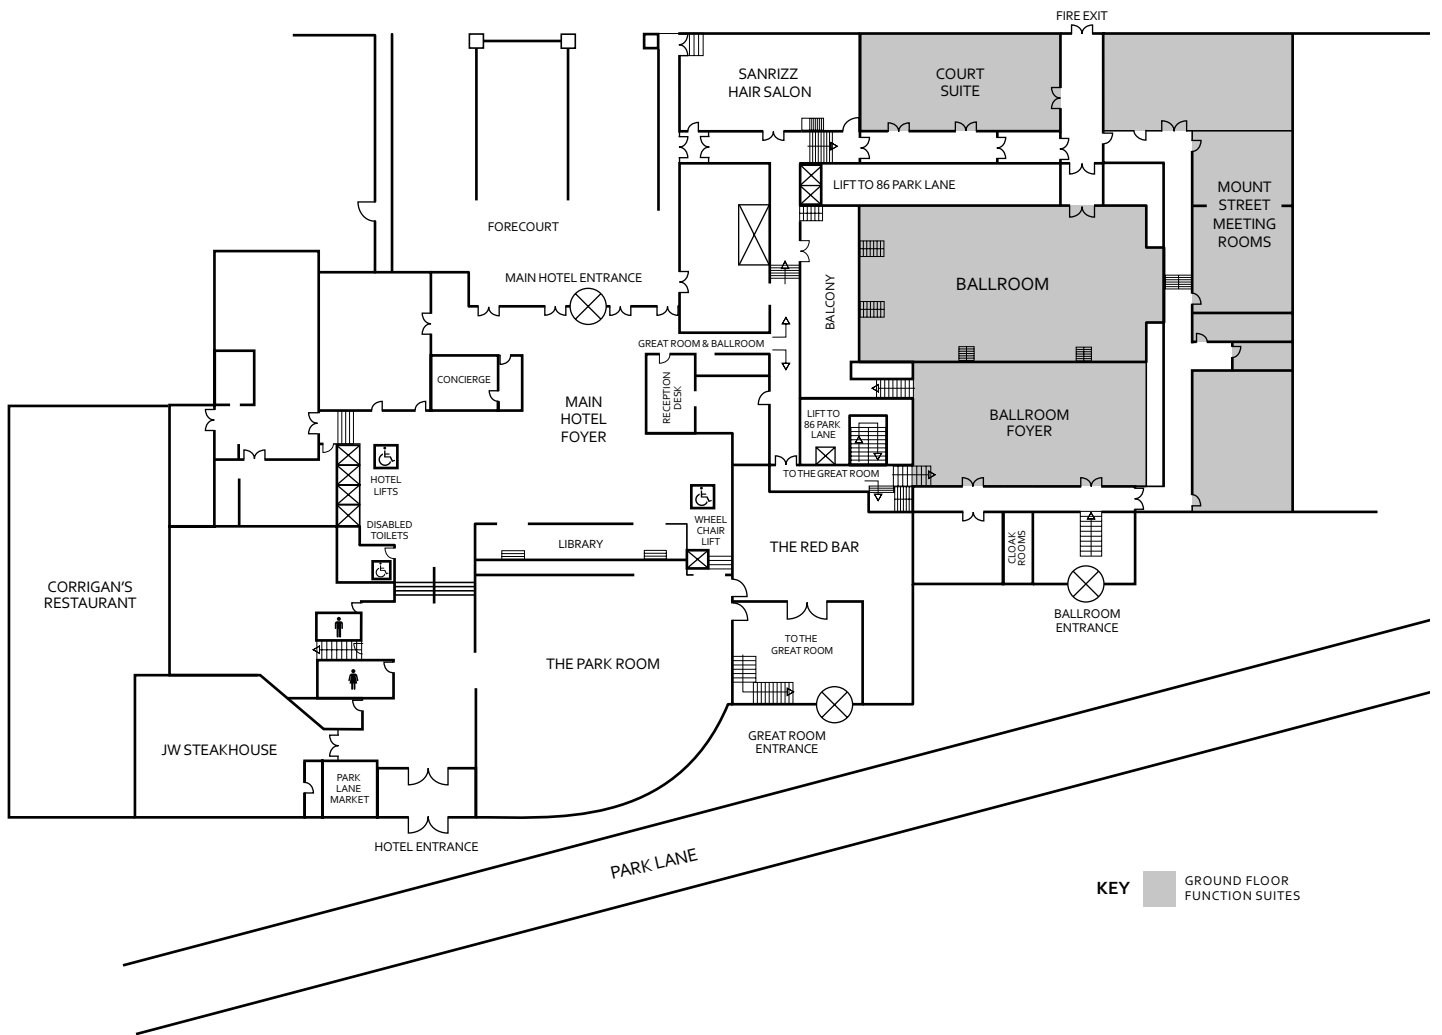 FIRE EXIT
SANRIZZ
HAIR SALON
COURT
SUITE
LIFT TO 86 PARK LANE
MOUNT
STREET
MEETING
ROOMS
FORECOURT
MAIN HOTEL ENTRANCE
BALCONY
BALLROOM
GREAT ROOM & BALLROOM
CONCIERGE
RECEPTION
DESK
MAIN
HOTEL
FOYER
LIFT TO
86 PARK
LANE
BALLROOM
FOYER
HOTEL
LIFTS
TO THE GREAT ROOM
DISABLED
TOILETS
WHEEL
CHAIR
LIFT
LIBRARY
THE RED BAR
CLOAK
ROOMS
CORRIGAN'S
RESTAURANT
BALLROOM
ENTRANCE
TO THE
GREAT ROOM
THE PARK ROOM
JW STEAKHOUSE
GREAT ROOM
ENTRANCE
PARK
LANE
MARKET
HOTEL ENTRANCE
PARK LANE
KEY
GROUND FLOOR
FUNCTION SUITES